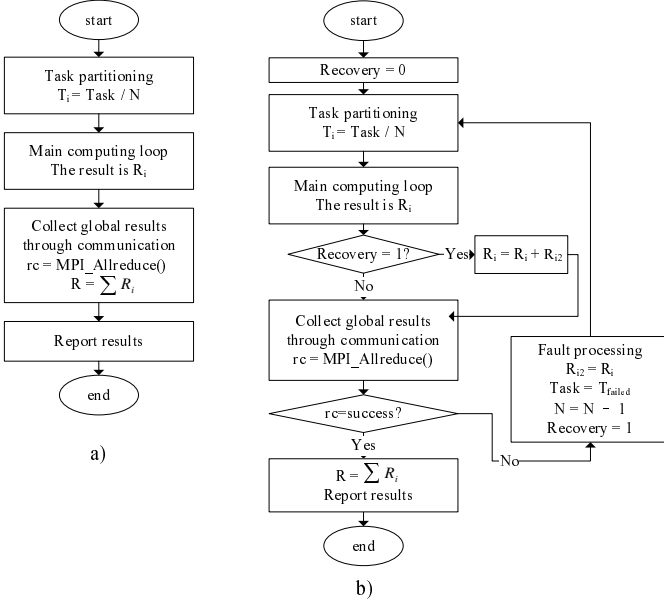 start
Task partitioning
Tᵢ = Task / N
Main computing loop
The result is Rᵢ
Collect global results
through communication
rc = MPI_Allreduce()
R = ∑ Rᵢ
Report results
end
a)
start
Recovery = 0
Task partitioning
Tᵢ = Task / N
Main computing loop
The result is Rᵢ
Recovery = 1?
Yes
Rᵢ = Rᵢ + Rᵢ₂
No
Collect global results
through communication
rc = MPI_Allreduce()
rc=success?
No
Fault processing
Rᵢ₂ = Rᵢ
Task = T_failed
N = N − 1
Recovery = 1
Yes
R = ∑ Rᵢ
Report results
end
b)